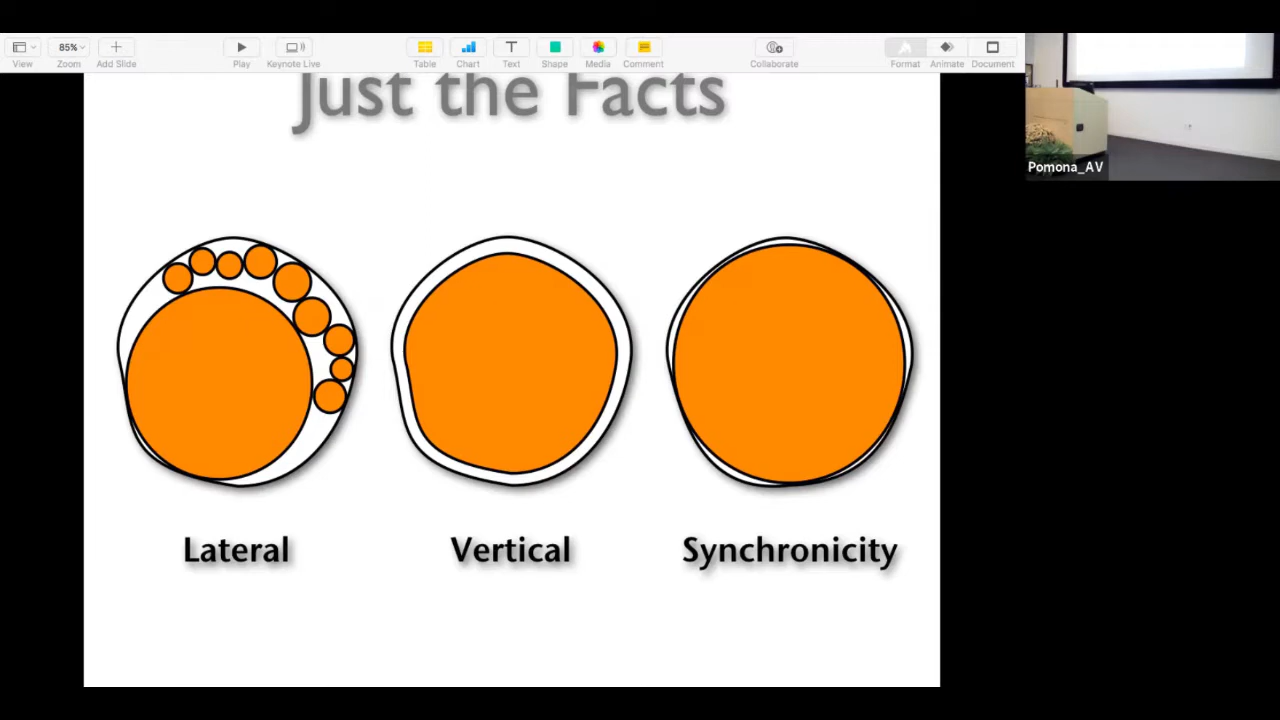 85%
View
Zoom
Add Slide
Play
Keynote Live
Table
Chart
Text
Shape
Media
Comment
Collaborate
Format
Animate
Document
Just the Facts
Pomona_AV
Lateral
Vertical
Synchronicity